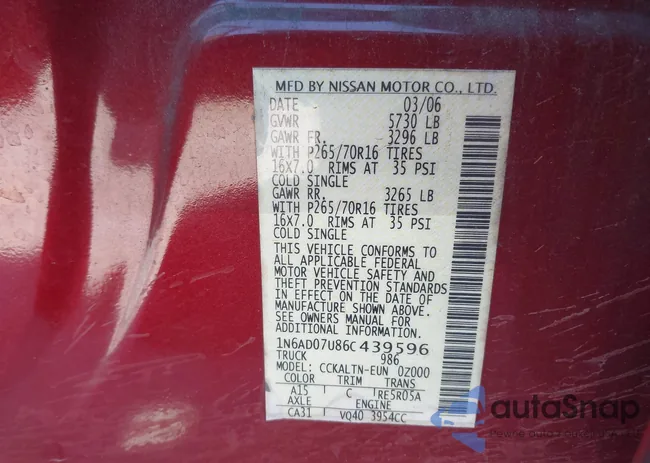 MFD BY NISSAN MOTOR CO., LTD.
DATE 03/06
GVWR 5730 LB
GAWR FR. 3296 LB
WITH P265/70R16 TIRES
16X7.0 RIMS AT 35 PSI
COLD SINGLE
GAWR RR. 3265 LB
WITH P265/70R16 TIRES
16X7.0 RIMS AT 35 PSI
COLD SINGLE
THIS VEHICLE CONFORMS TO
ALL APPLICABLE FEDERAL
MOTOR VEHICLE SAFETY AND
THEFT PREVENTION STANDARDS
IN EFFECT ON THE DATE OF
MANUFACTURE SHOWN ABOVE.
SEE OWNERS MANUAL FOR
ADDITIONAL INFORMATION.
1N6AD07U86C439596
TRUCK 986
MODEL: CCKALTN-EUN 0Z000
COLOR TRIM TRANS
A15 C RE5R05A
AXLE ENGINE
CA31 VQ40 3954CC
autoSnap